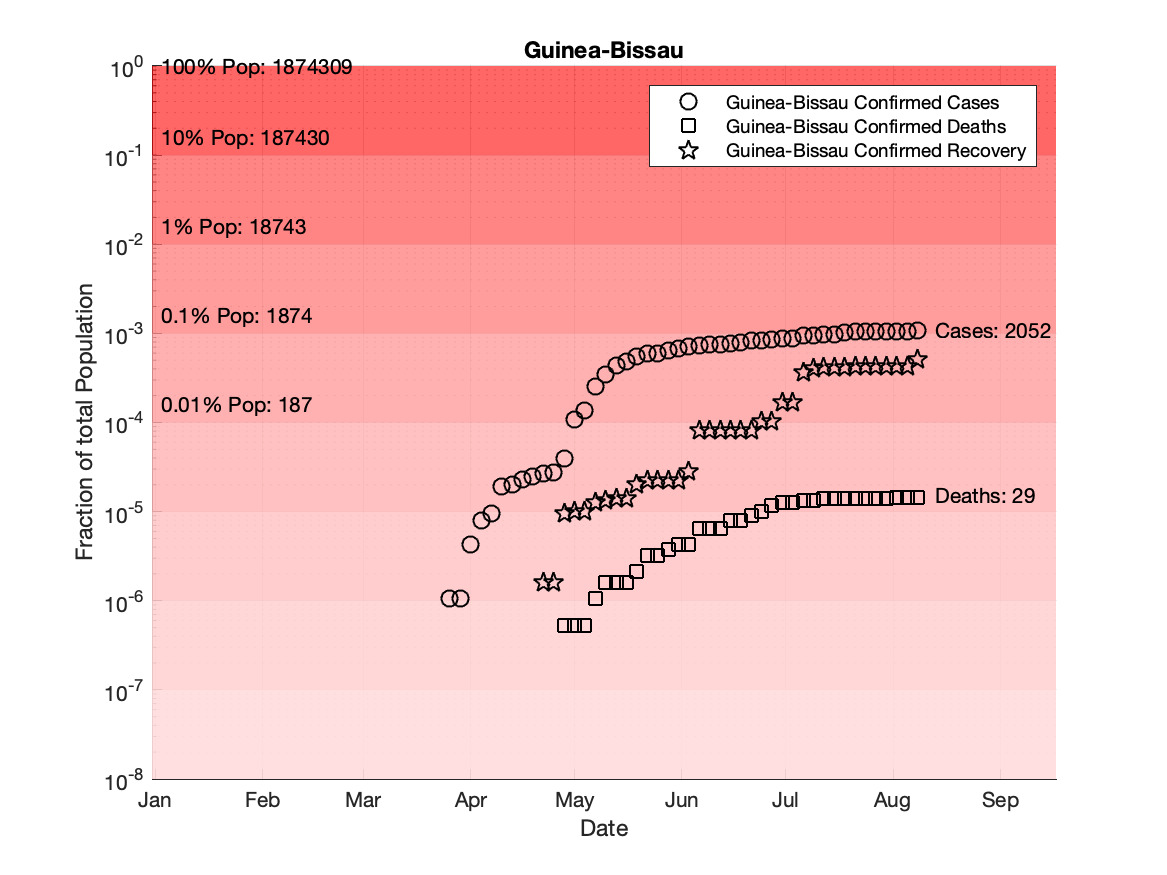 Guinea-Bissau
10^0
100% Pop: 1874309
Guinea-Bissau Confirmed Cases
Guinea-Bissau Confirmed Deaths
Guinea-Bissau Confirmed Recovery
10% Pop: 187430
10^-1
1% Pop: 18743
10^-2
0.1% Pop: 1874
10^-3
Cases: 2052
0.01% Pop: 187
10^-4
Deaths: 29
10^-5
10^-6
10^-7
10^-8
Fraction of total Population
Jan Feb Mar Apr May Jun Jul Aug Sep
Date